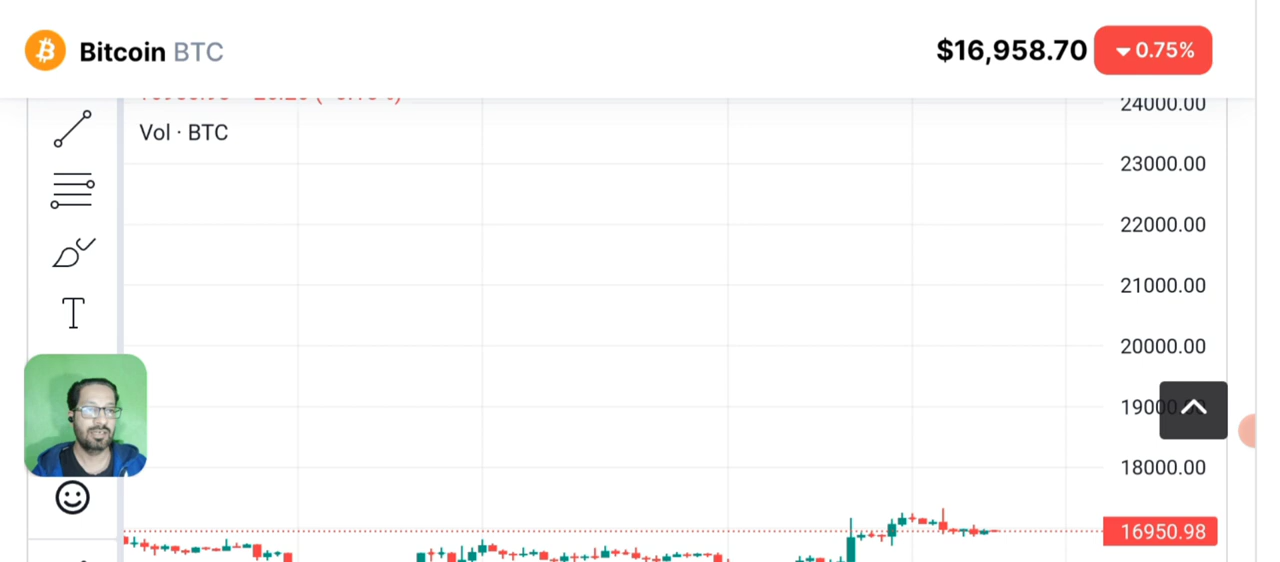 Bitcoin BTC
$16,958.70 0.75%
24000.00
Vol · BTC
23000.00
22000.00
21000.00
T
20000.00
18000.00
16950.98